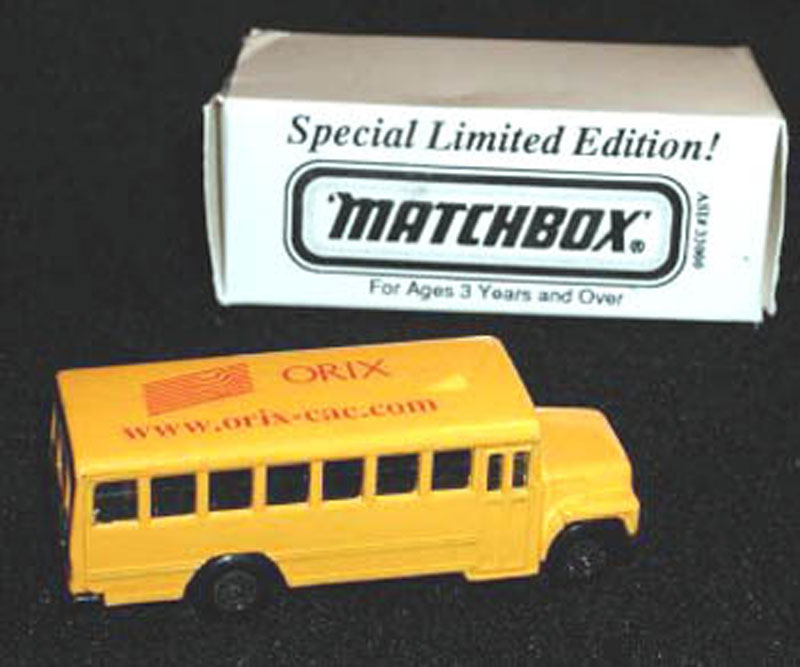 Special Limited Edition!
'MATCHBOX'®
For Ages 3 Years and Over
ORIX
www.orix-cac.com